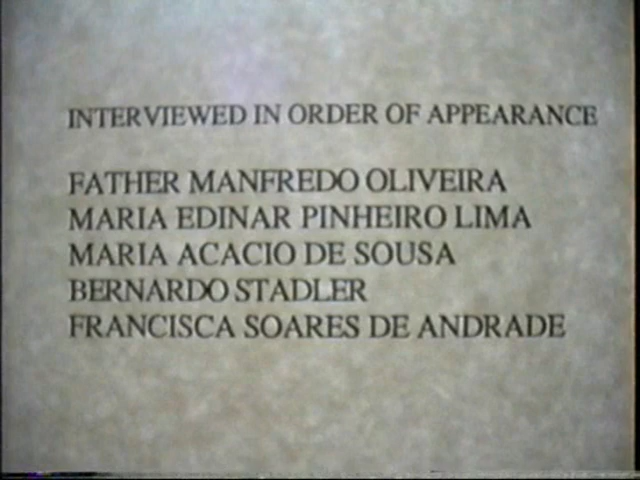 INTERVIEWED IN ORDER OF APPEARANCE
FATHER MANFREDO OLIVEIRA
MARIA EDINAR PINHEIRO LIMA
MARIA ACACIO DE SOUSA
BERNARDO STADLER
FRANCISCA SOARES DE ANDRADE